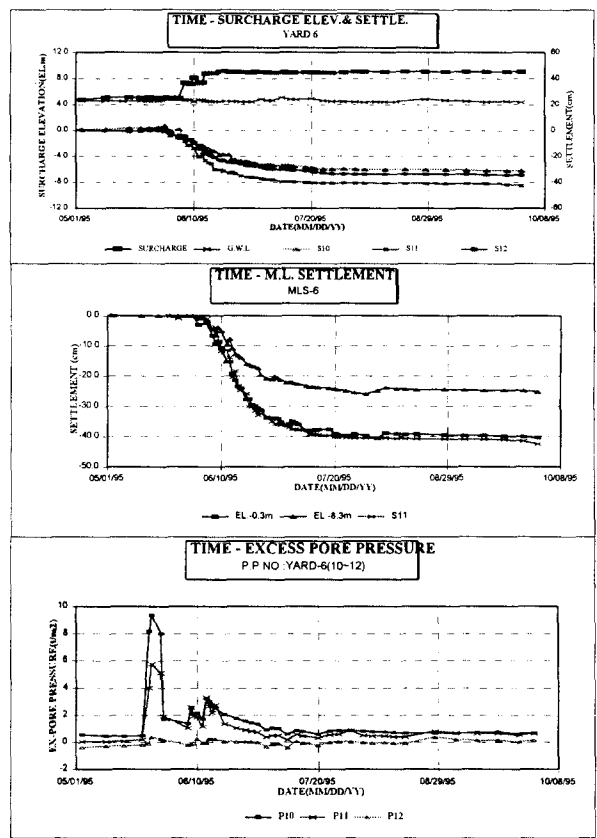 TIME - SURCHARGE ELEV.& SETTLE.
YARD 6
SURCHARGE ELEVATION(EL.m)
12.0
8.0
4.0
0.0
-4.0
-8.0
-12.0
60
40
20
0
-20
-40
-60
SETTLEMENT(cm)
05/01/95 06/10/95 07/20/95 08/29/95 10/08/95
DATE(MM/DD/YY)
SURCHARGE G.W.L S10 S11 S12
TIME - M.L. SETTLEMENT
MLS-6
SETTLEMENT (cm)
0.0
-10.0
-20.0
-30.0
-40.0
-50.0
05/01/95 06/10/95 07/20/95 08/29/95 10/08/95
DATE(MM/DD/YY)
EL -0.3m EL -8.3m S11
TIME - EXCESS PORE PRESSURE
P.P NO :YARD-6(10~12)
EX-PORE PRESSURE(t/m2)
10
8
6
4
2
0
-2
05/01/95 06/10/95 07/20/95 08/29/95 10/08/95
DATE(MM/DD/YY)
P10 P11 P12